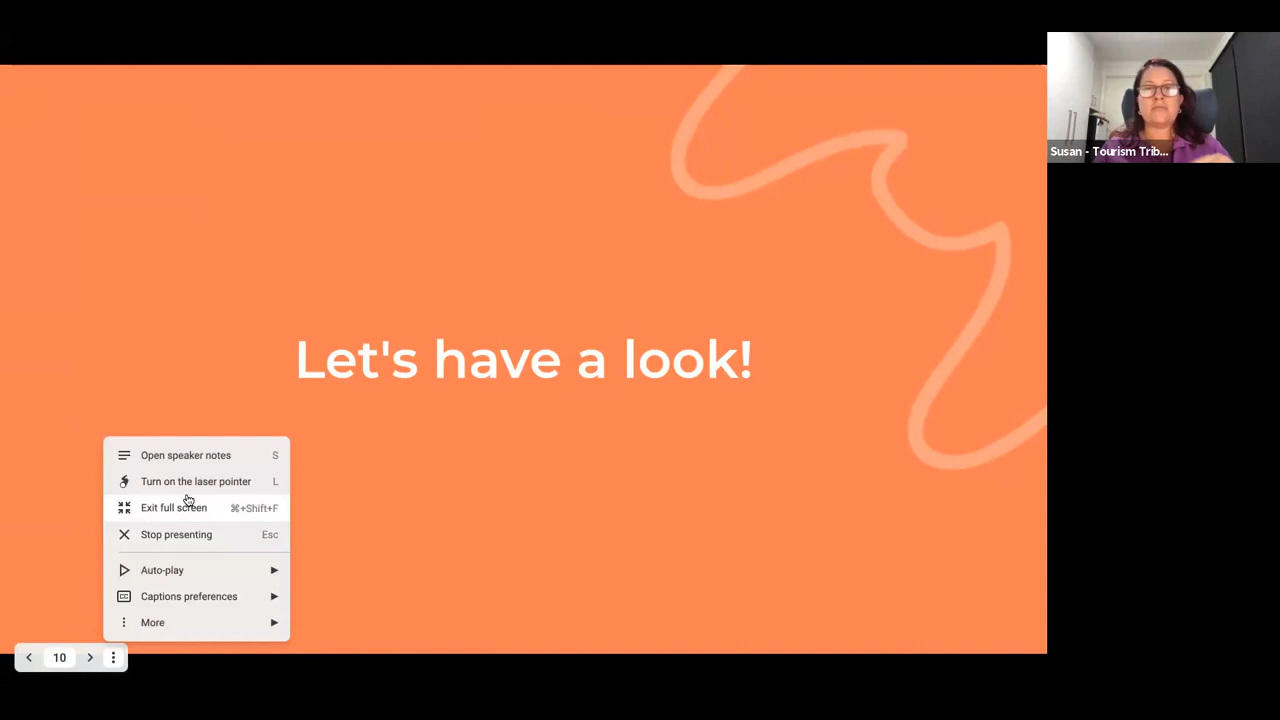 Susan - Tourism Trib...
Let's have a look!
Open speaker notes S
Turn on the laser pointer L
Exit full screen ⌘+Shift+F
Stop presenting Esc
Auto-play
CC Captions preferences
More
10